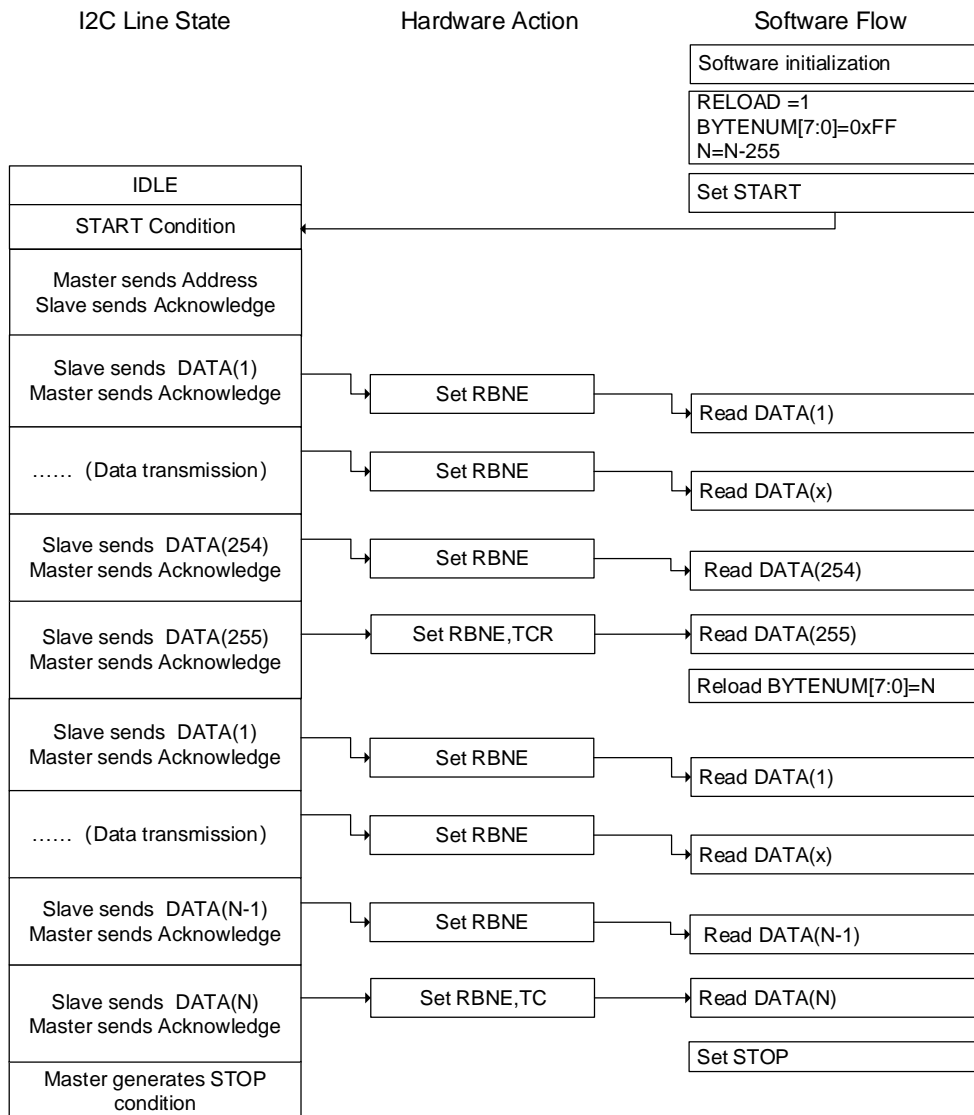 I2C Line State
Hardware Action
Software Flow
Software initialization
RELOAD =1
BYTENUM[7:0]=0xFF
N=N-255
Set START
IDLE
START Condition
Master sends Address
Slave sends Acknowledge
Slave sends DATA(1)
Master sends Acknowledge
Set RBNE
Read DATA(1)
…… (Data transmission)
Set RBNE
Read DATA(x)
Slave sends DATA(254)
Master sends Acknowledge
Set RBNE
Read DATA(254)
Slave sends DATA(255)
Master sends Acknowledge
Set RBNE,TCR
Read DATA(255)
Reload BYTENUM[7:0]=N
Slave sends DATA(1)
Master sends Acknowledge
Set RBNE
Read DATA(1)
…… (Data transmission)
Set RBNE
Read DATA(x)
Slave sends DATA(N-1)
Master sends Acknowledge
Set RBNE
Read DATA(N-1)
Slave sends DATA(N)
Master sends Acknowledge
Set RBNE,TC
Read DATA(N)
Set STOP
Master generates STOP
condition